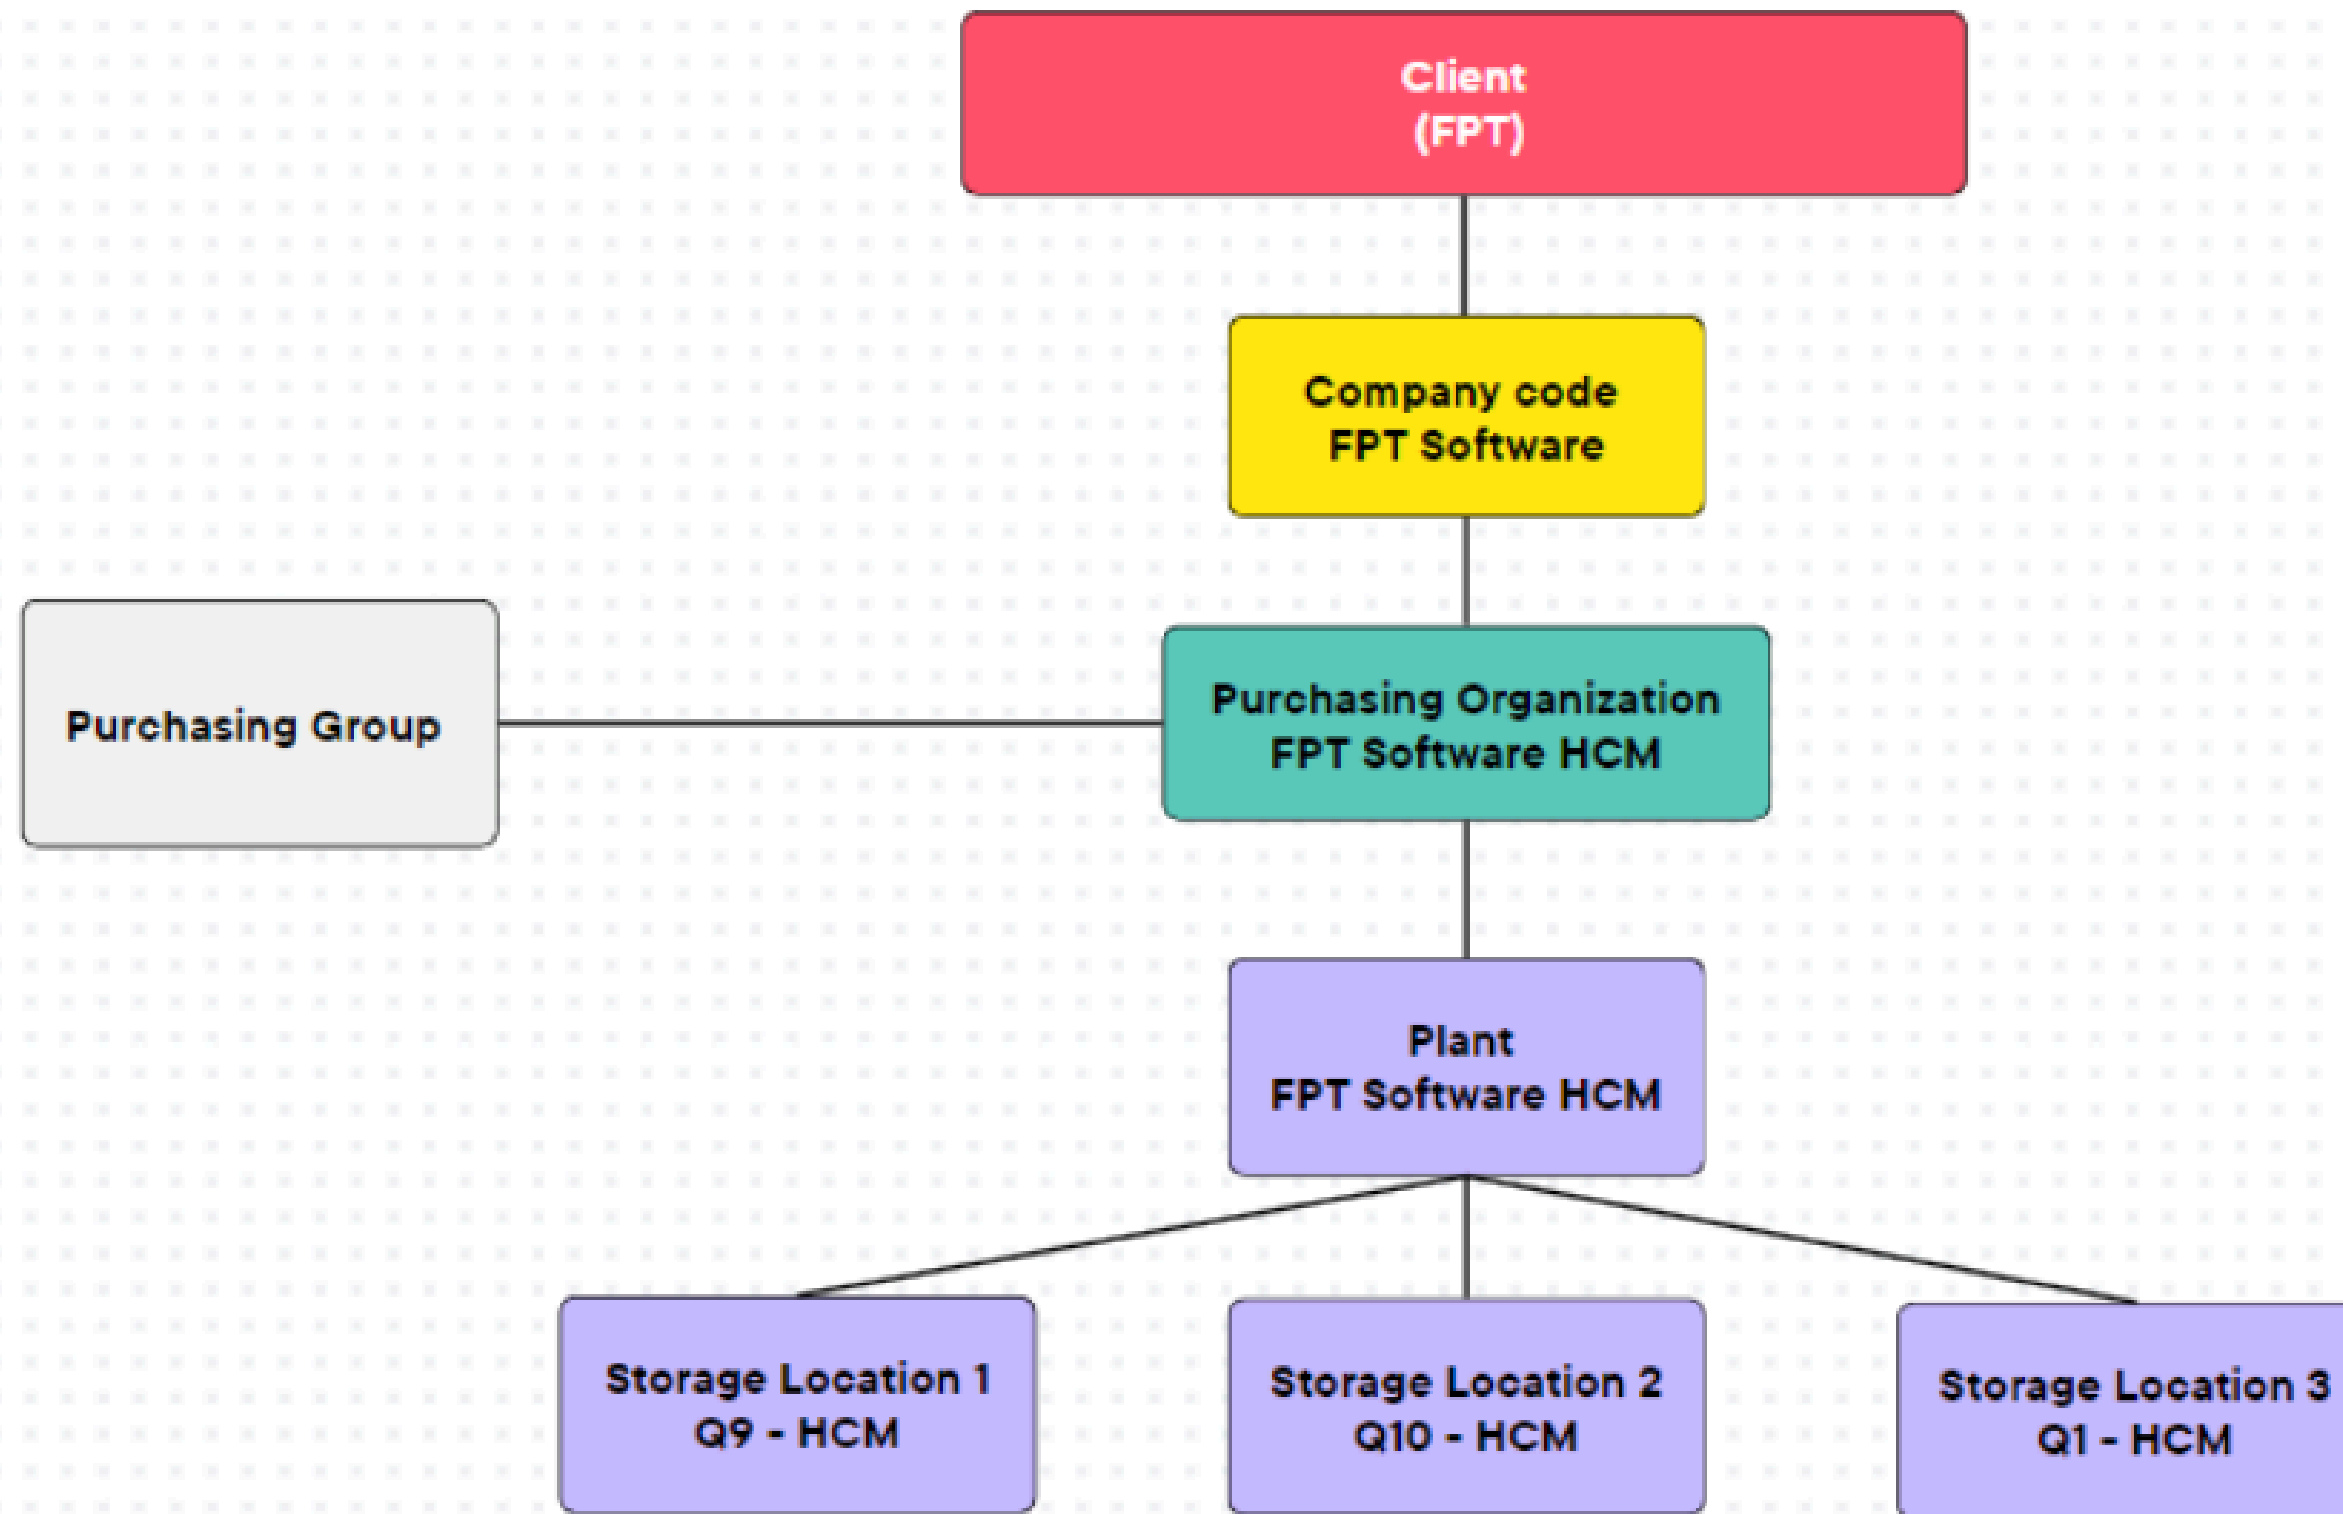 Client
(FPT)
Company code
FPT Software
Purchasing Group
Purchasing Organization
FPT Software HCM
Plant
FPT Software HCM
Storage Location 1
Q9 - HCM
Storage Location 2
Q10 - HCM
Storage Location 3
Q1 - HCM